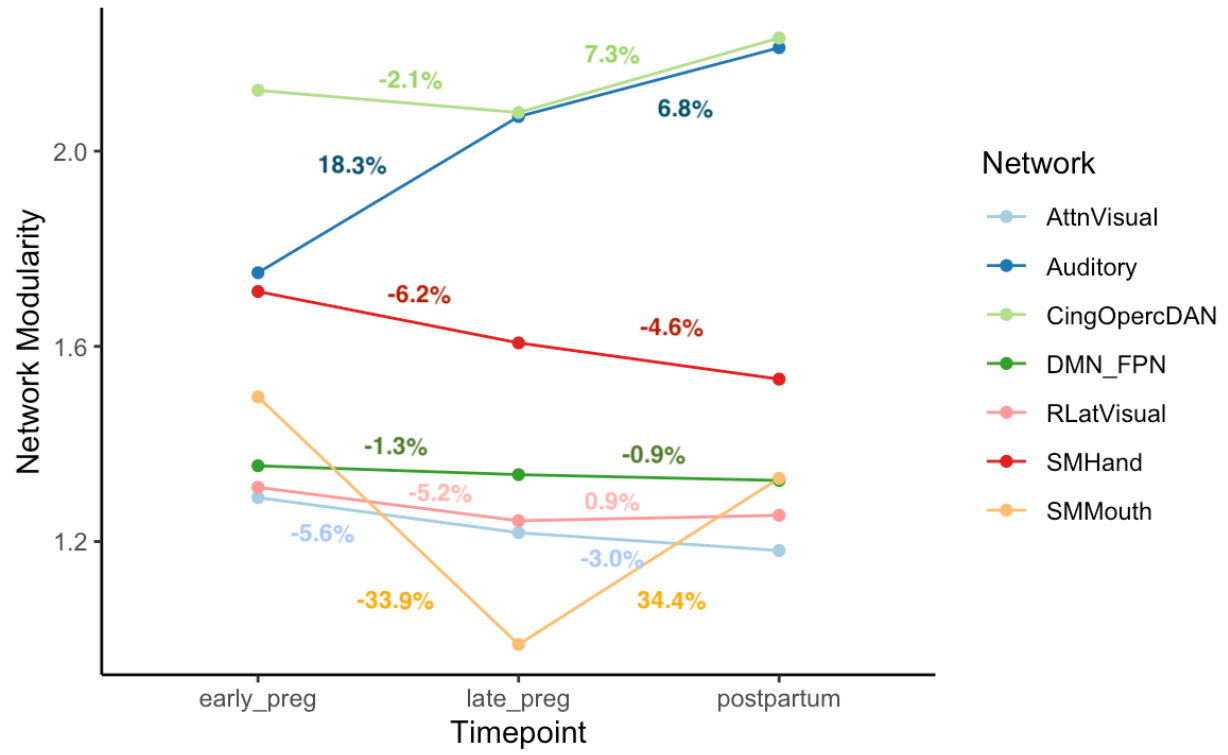 7.3%
-2.1%
6.8%
2.0
18.3%
Network
AttnVisual
Auditory
CingOpercDAN
DMN_FPN
RLatVisual
SMHand
SMMouth
Network Modularity
-6.2%
-4.6%
1.6
-1.3%
-0.9%
-5.2%
0.9%
1.2
-5.6%
-3.0%
-33.9%
34.4%
early_preg
late_preg
postpartum
Timepoint